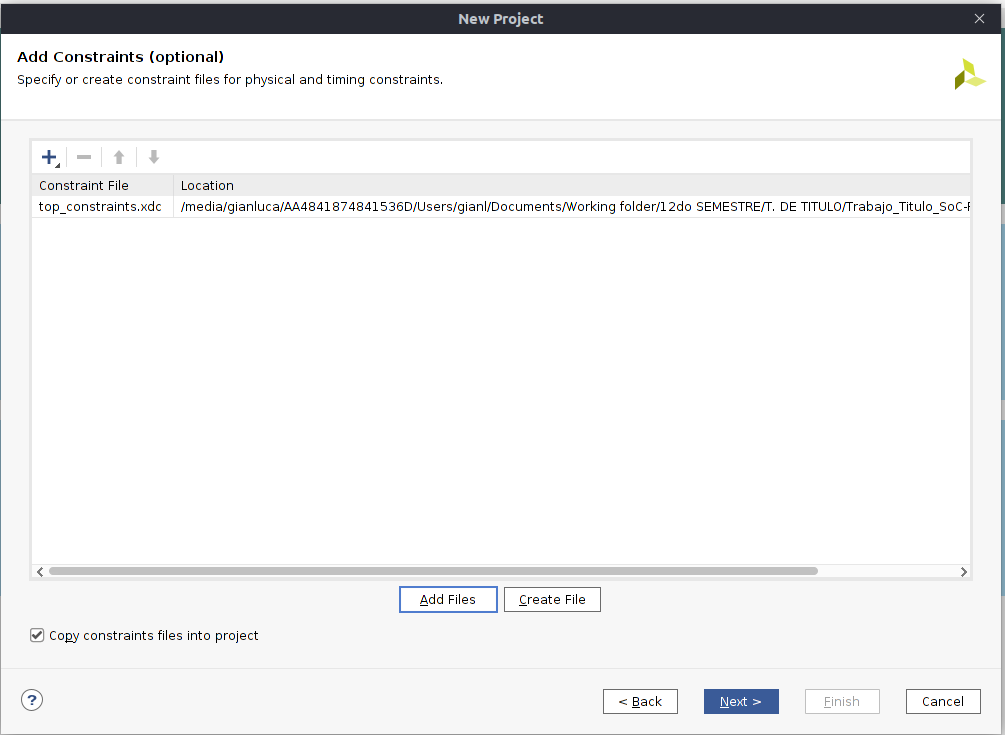 New Project
Add Constraints (optional)
Specify or create constraint files for physical and timing constraints.
Constraint File Location
top_constraints.xdc /media/gianluca/AA4841874841536D/Users/gianl/Documents/Working folder/12do SEMESTRE/T. DE TITULO/Trabajo_Titulo_SoC-
Add Files Create File
Copy constraints files into project
? < Back Next > Finish Cancel